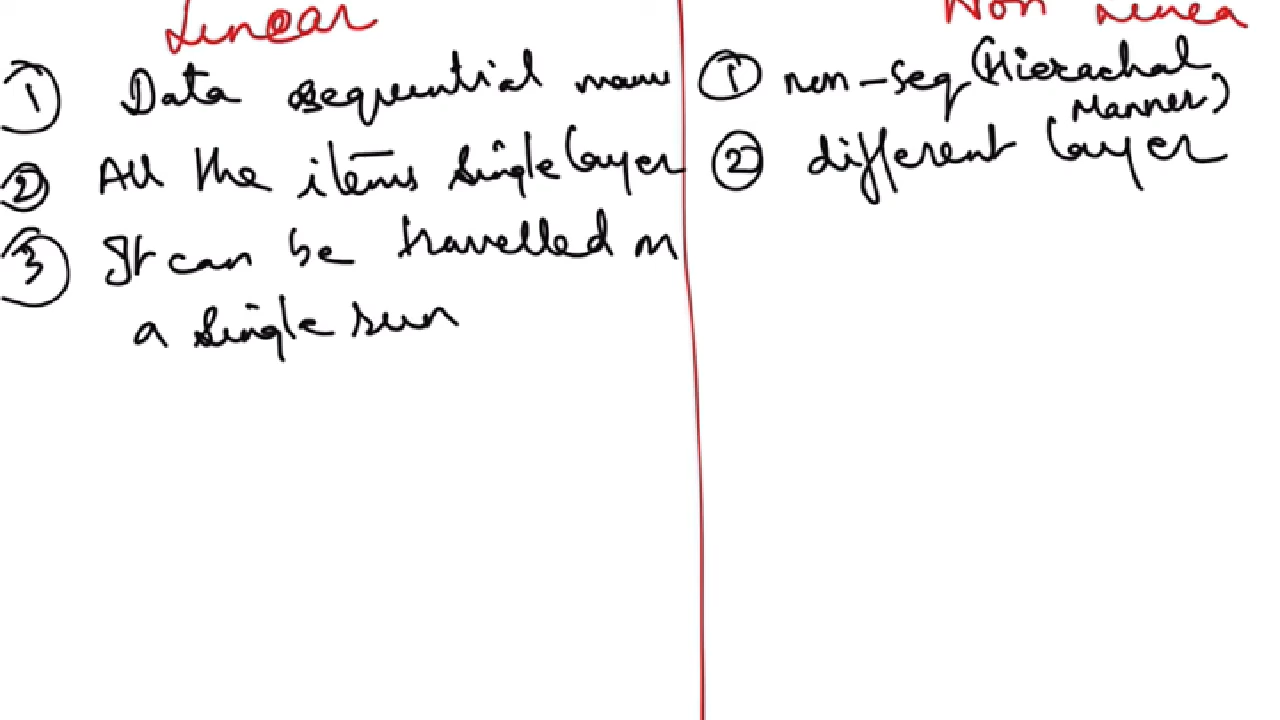 Linear
① Data sequential
② All the items single layer
③ It can be travelled in
a single run
Non Linea
① non-seq (Hierachal
Manner)
② different layer